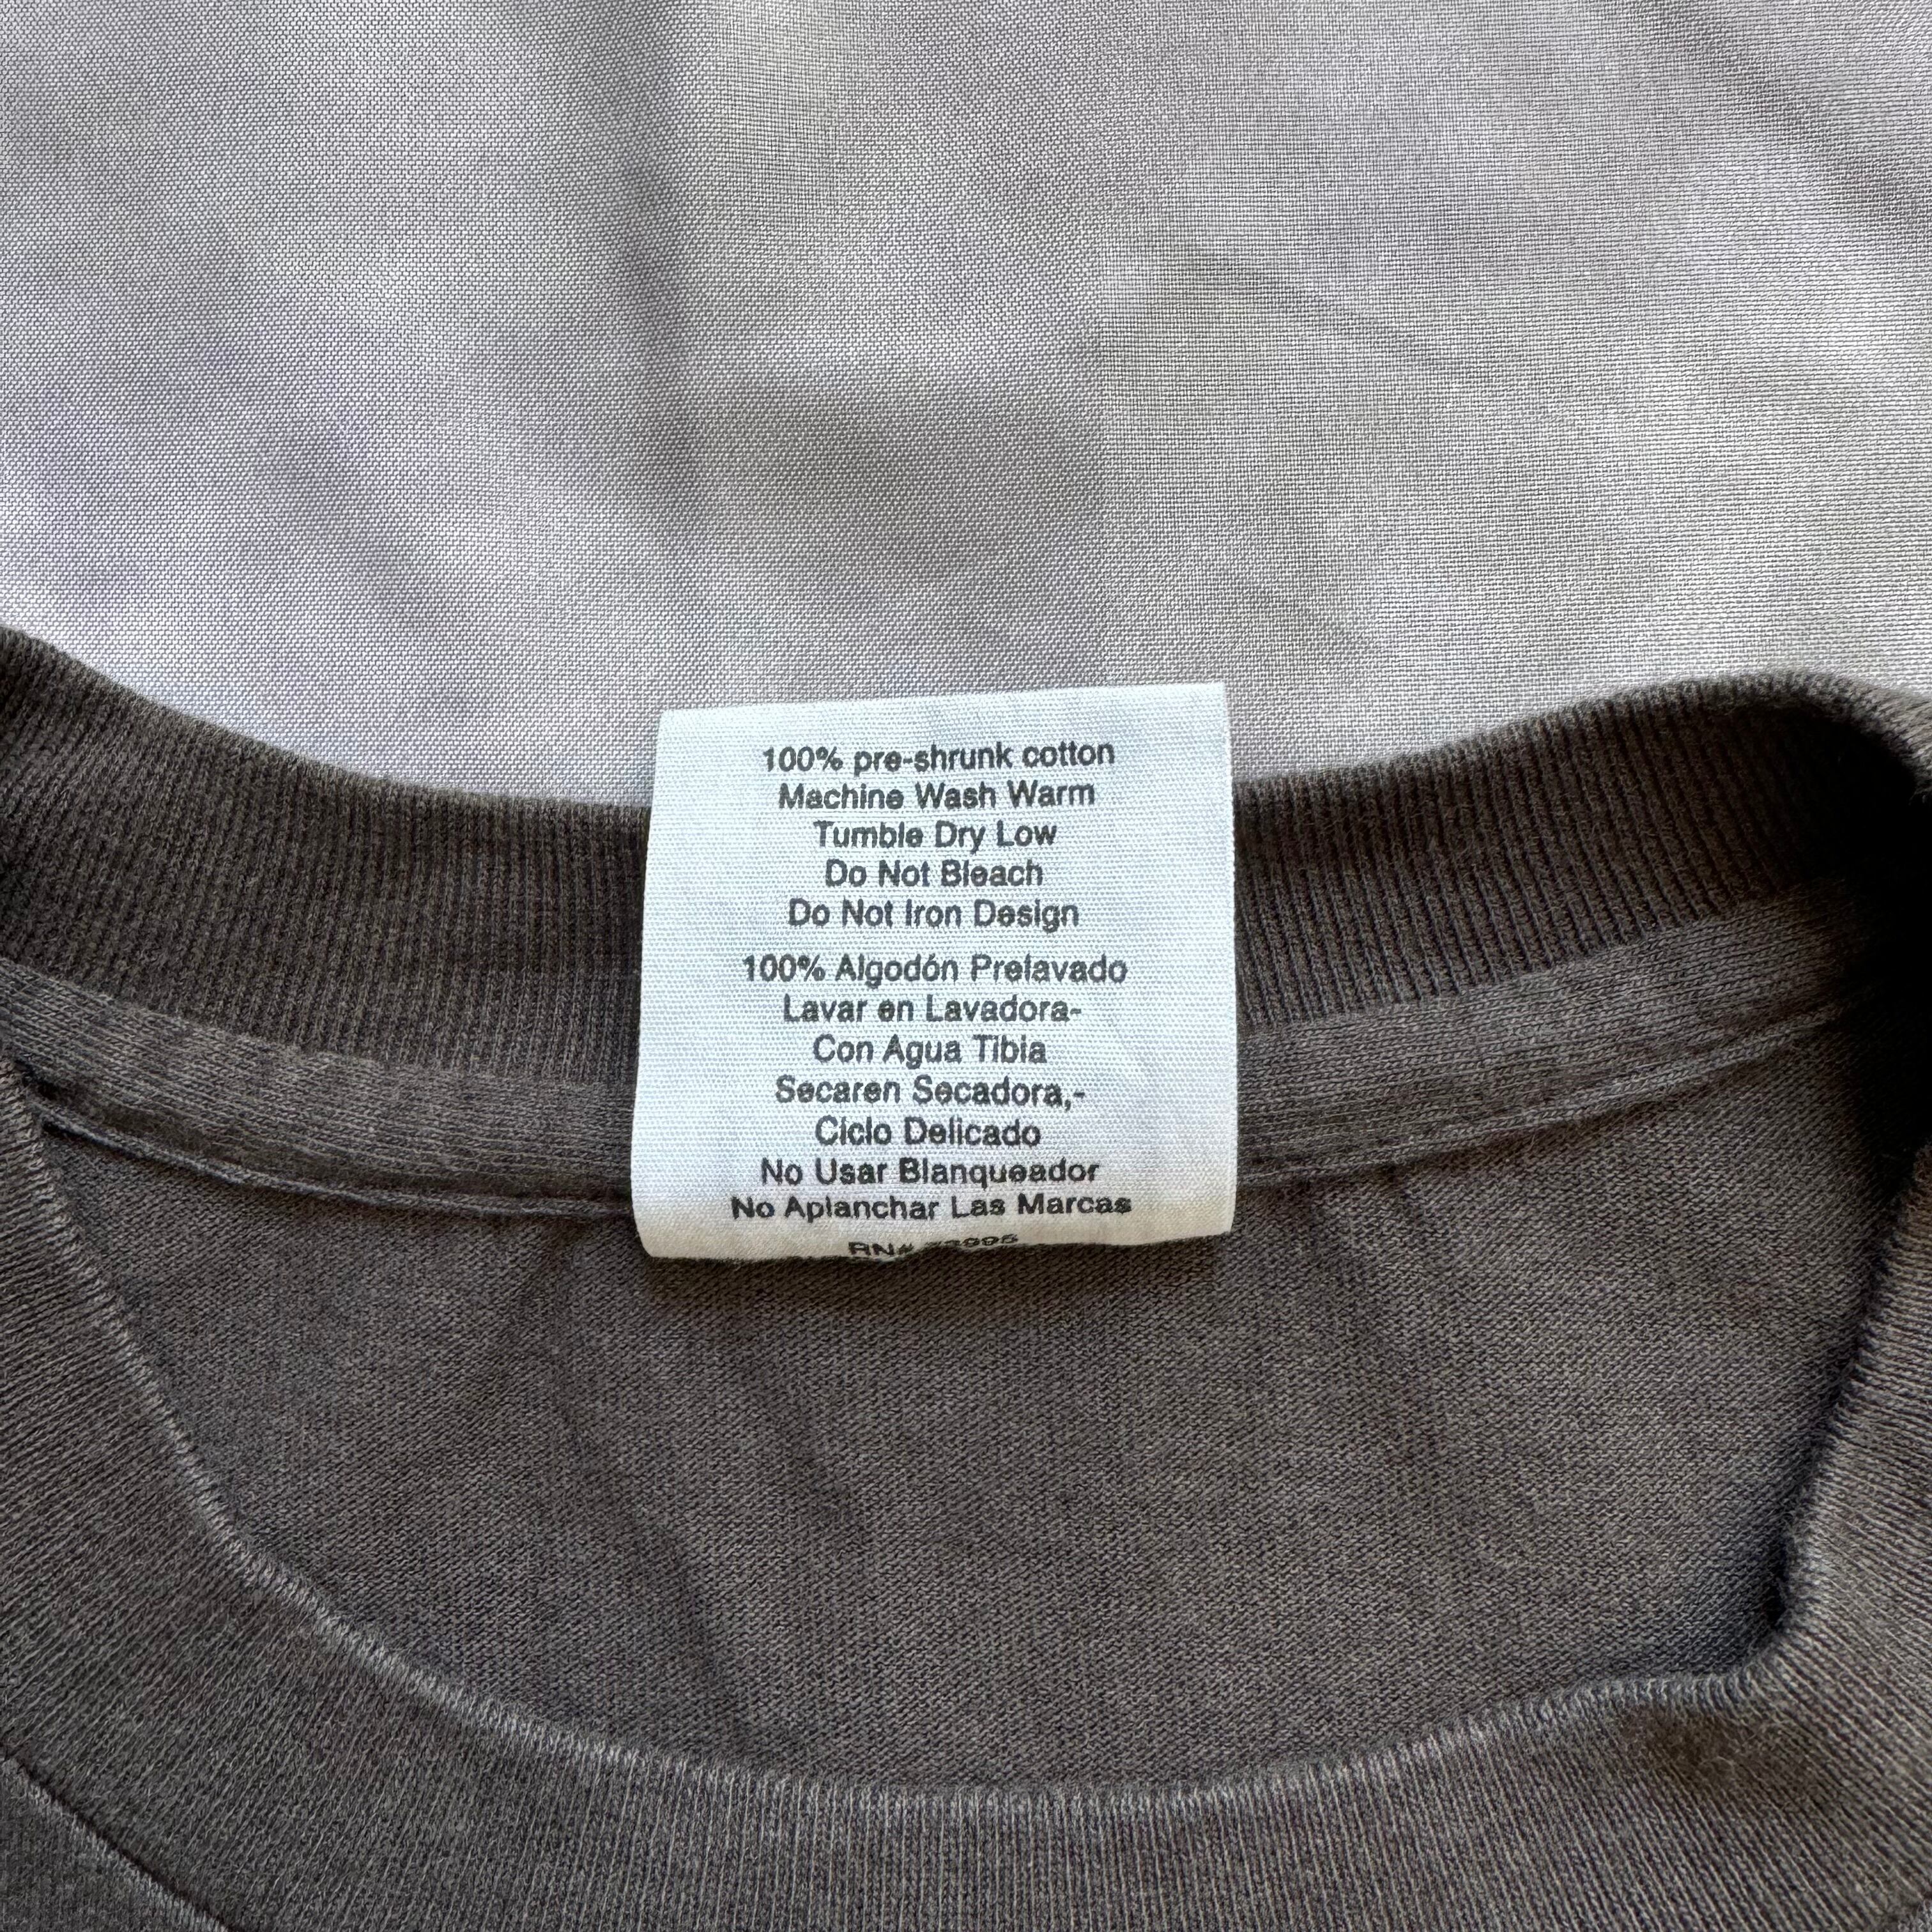 100% pre-shrunk cotton
Machine Wash Warm
Tumble Dry Low
Do Not Bleach
Do Not Iron Design
100% Algodón Prelavado
Lavar en Lavadora-
Con Agua Tibia
Secaren Secadora,-
Ciclo Delicado
No Usar Blanqueador
No Aplanchar Las Marcas
RN#